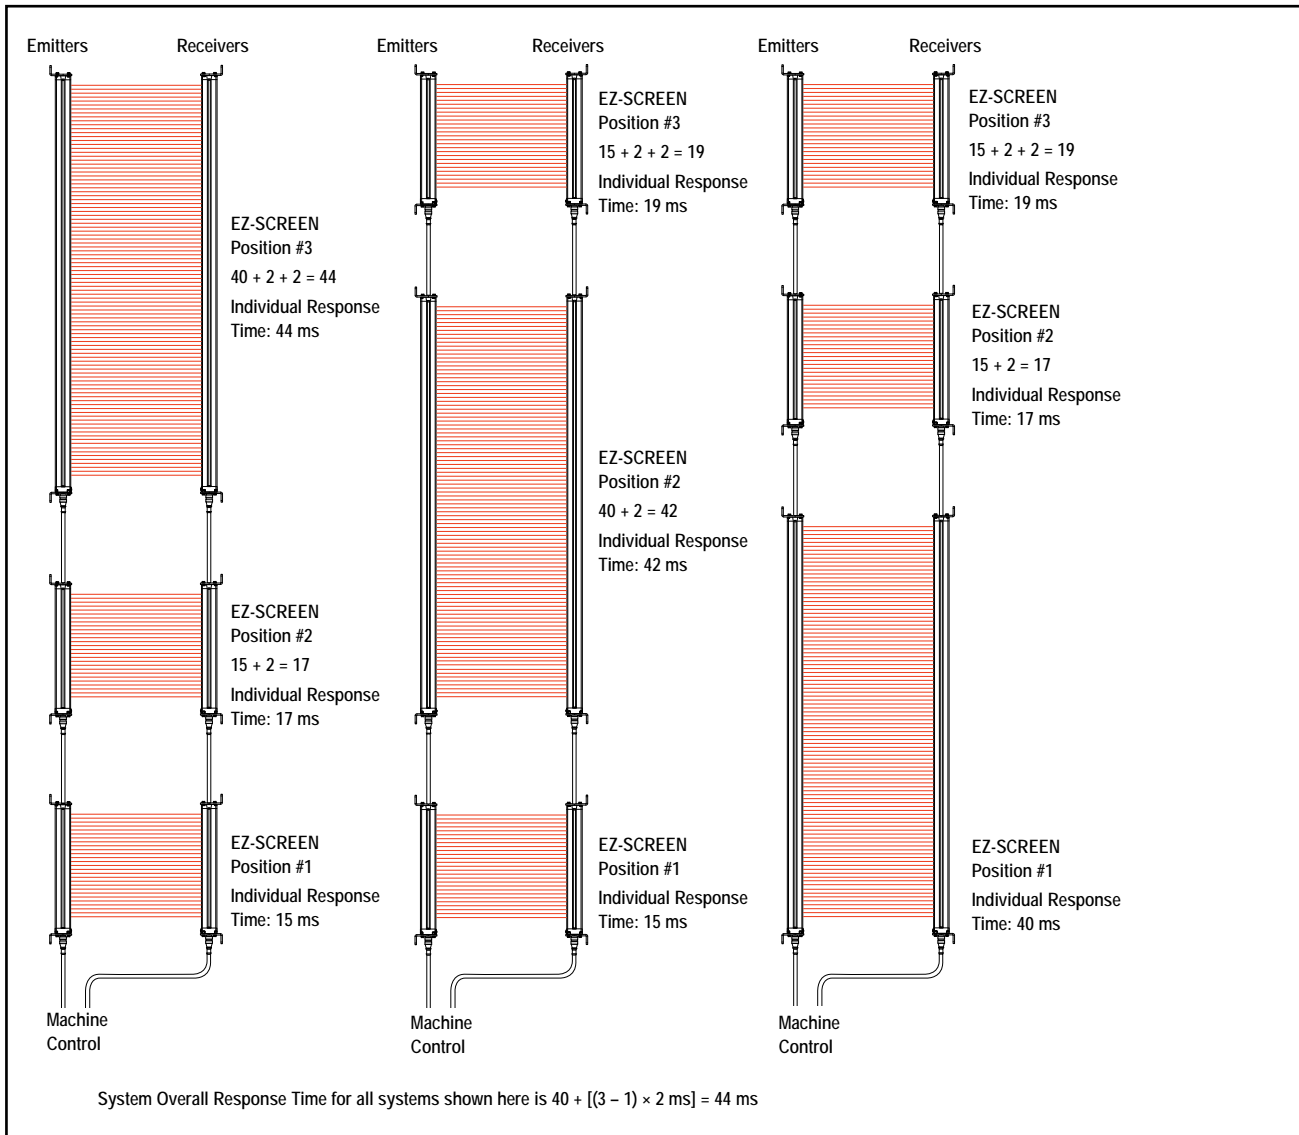 Emitters
Receivers
EZ-SCREEN
Position #3
40 + 2 + 2 = 44
Individual Response
Time: 44 ms
EZ-SCREEN
Position #2
15 + 2 = 17
Individual Response
Time: 17 ms
EZ-SCREEN
Position #1
Individual Response
Time: 15 ms
Machine
Control
Emitters
Receivers
EZ-SCREEN
Position #3
15 + 2 + 2 = 19
Individual Response
Time: 19 ms
EZ-SCREEN
Position #2
40 + 2 = 42
Individual Response
Time: 42 ms
EZ-SCREEN
Position #1
Individual Response
Time: 15 ms
Machine
Control
Emitters
Receivers
EZ-SCREEN
Position #3
15 + 2 + 2 = 19
Individual Response
Time: 19 ms
EZ-SCREEN
Position #2
15 + 2 = 17
Individual Response
Time: 17 ms
EZ-SCREEN
Position #1
Individual Response
Time: 40 ms
Machine
Control
System Overall Response Time for all systems shown here is 40 + [(3 – 1) × 2 ms] = 44 ms